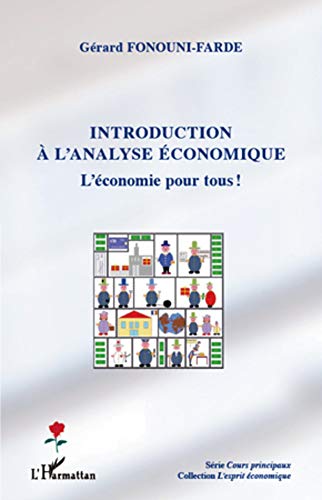 Gérard FONOUNI-FARDE
INTRODUCTION
À L'ANALYSE ÉCONOMIQUE
L'économie pour tous !
L'Harmattan
Série Cours principaux
Collection L'esprit économique